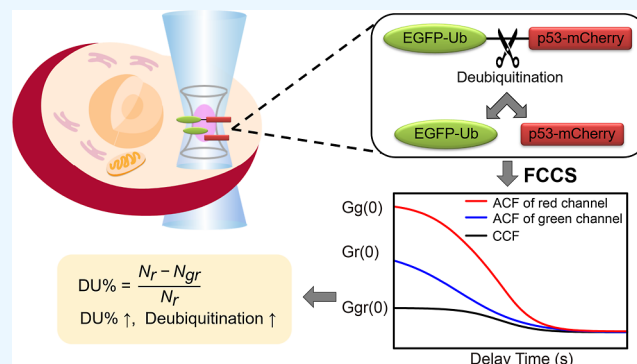 EGFP-Ub p53-mCherry
Deubiquitination
EGFP-Ub p53-mCherry
FCCS
Gg(0)
Gr(0)
Ggr(0)
ACF of red channel
ACF of green channel
CCF
Delay Time (s)
DU% = (Nr − Ngr) / Nr
DU% ↑, Deubiquitination ↑